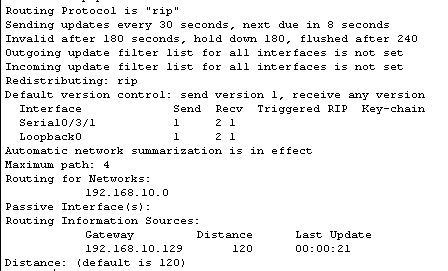 Routing Protocol is "rip"
Sending updates every 30 seconds, next due in 8 seconds
Invalid after 180 seconds, hold down 180, flushed after 240
Outgoing update filter list for all interfaces is not set
Incoming update filter list for all interfaces is not set
Redistributing: rip
Default version control: send version 1, receive any version
Interface Send Recv Triggered RIP Key-chain
Serial0/3/1 1 2 1
Loopback0 1 2 1
Automatic network summarization is in effect
Maximum path: 4
Routing for Networks:
192.168.10.0
Passive Interface(s):
Routing Information Sources:
Gateway Distance Last Update
192.168.10.129 120 00:00:21
Distance: (default is 120)